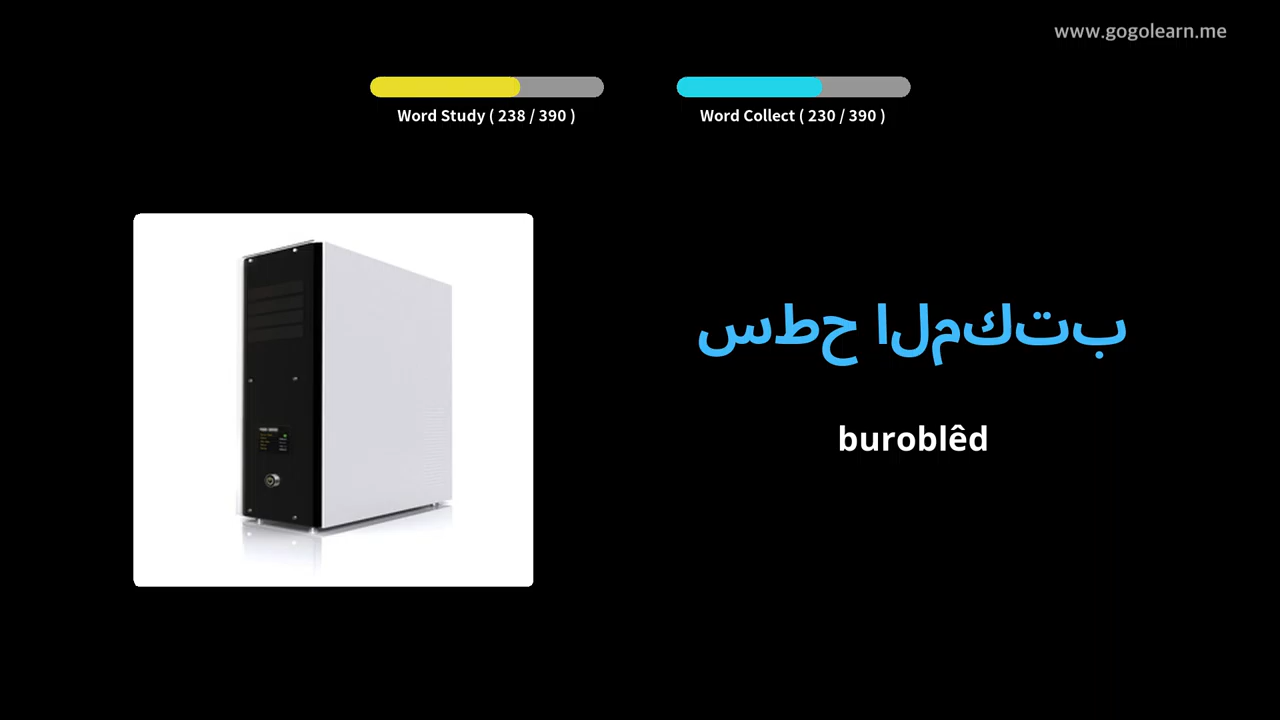 www.gogolearn.me
Word Study ( 238 / 390 )
Word Collect ( 230 / 390 )
سطح المكتب
buroblêd